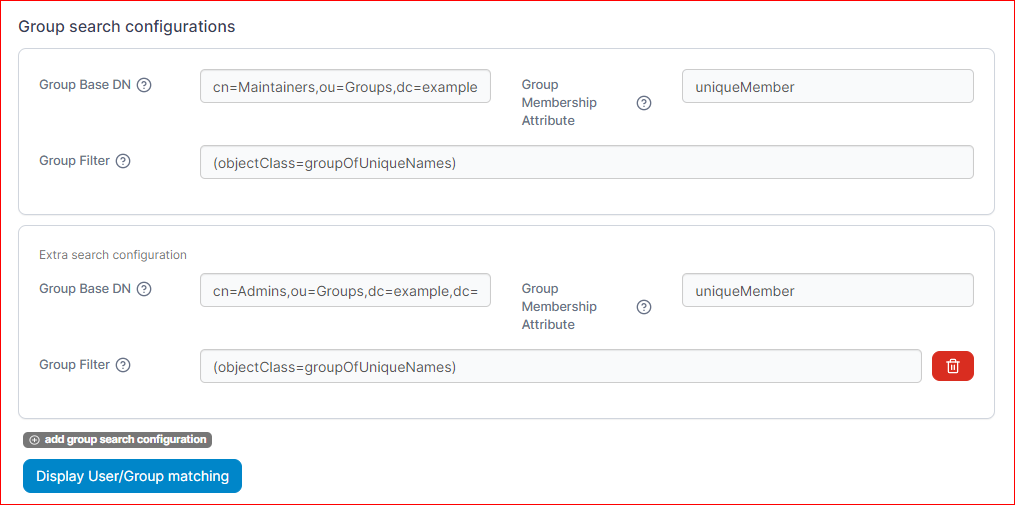 Group search configurations
Group Base DN
cn=Maintainers,ou=Groups,dc=example
Group
Membership
Attribute
uniqueMember
Group Filter
(objectClass=groupOfUniqueNames)
Extra search configuration
Group Base DN
cn=Admins,ou=Groups,dc=example,dc=
Group
Membership
Attribute
uniqueMember
Group Filter
(objectClass=groupOfUniqueNames)
add group search configuration
Display User/Group matching